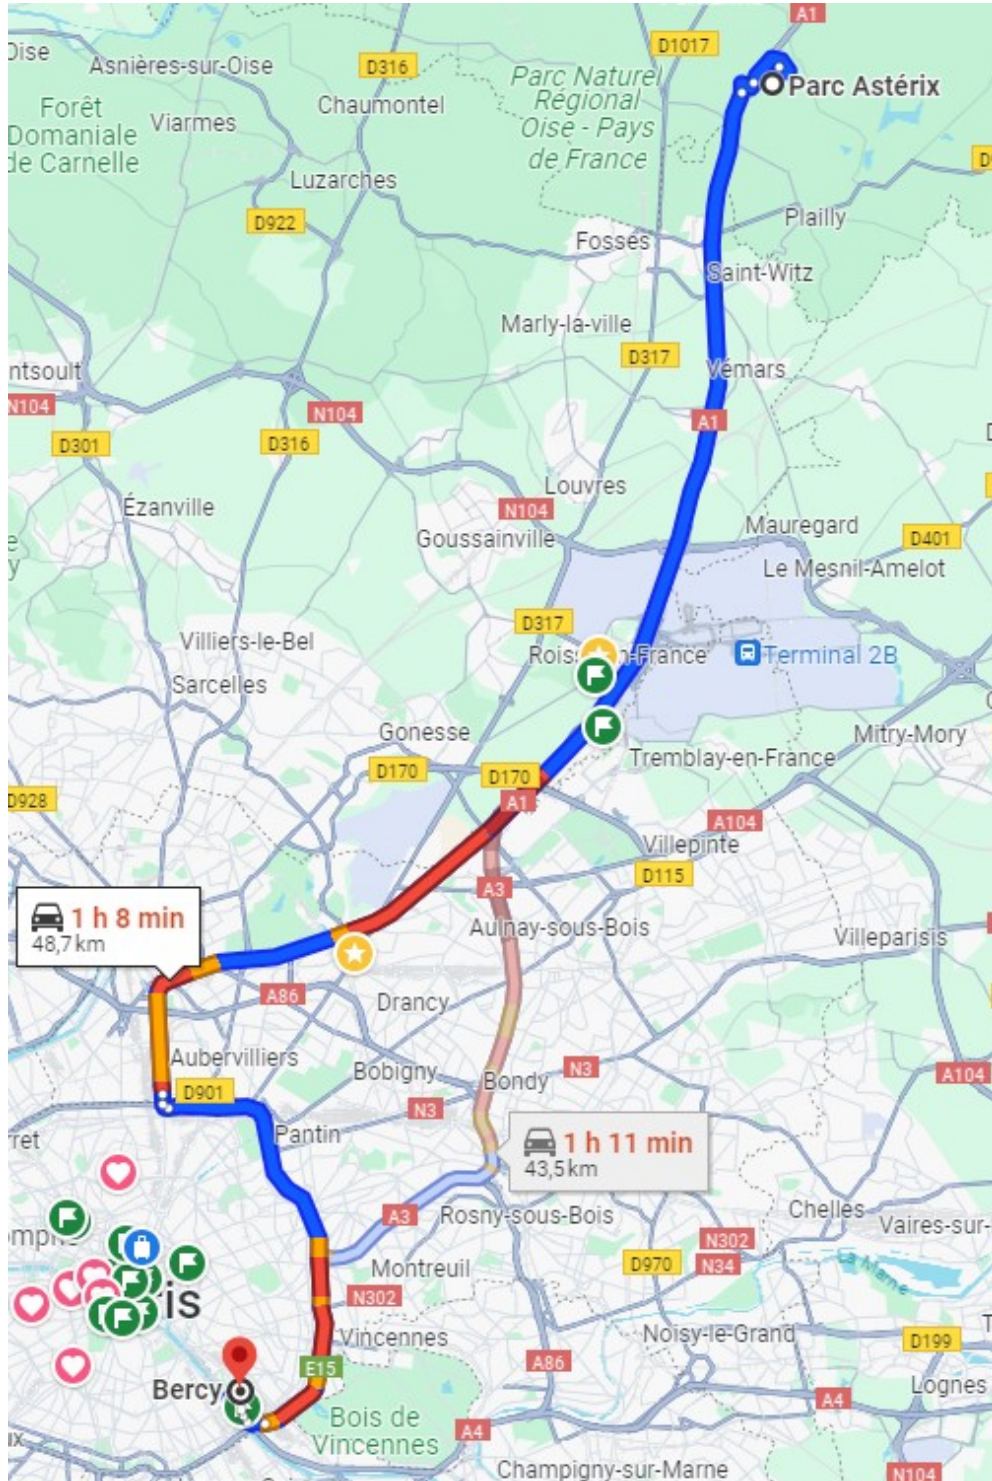 A1
D1017
Oise
Asnières-sur-Oise
D316
Parc Naturel
Régional
Oise - Pays
de France
Parc Astérix
Chaumontel
Forêt
Domaniale
de Carnelle
Viarmes
Luzarches
D922
Plailly
Fosses
Saint-Witz
Marly-la-ville
D317
Vémars
ntsoult
N104
N104
A1
D301
D316
Louvres
Ézanville
N104
Mauregard
Goussainville
D401
Le Mesnil-Amelot
D317
Villiers-le-Bel
Terminal 2B
Sarcelles
Gonesse
Mitry-Mory
Tremblay-en-France
D170
D170
D928
A1
A104
Villepinte
D115
A3
1 h 8 min
48,7 km
Aulnay-sous-Bois
Villeparisis
A86
Drancy
Aubervilliers
Bobigny
Bondy
N3
A104
D901
N3
Pantin
rret
1 h 11 min
43,5 km
A3
Rosny-sous-Bois
Chelles
Vaires-sur-
N302
N34
D970
La Marne
Montreuil
N302
Vincennes
Noisy-le-Grand
D199
E15
A86
Bercy
Lognes
A4
Bois de
Vincennes
A4
Champigny-sur-Marne
N104